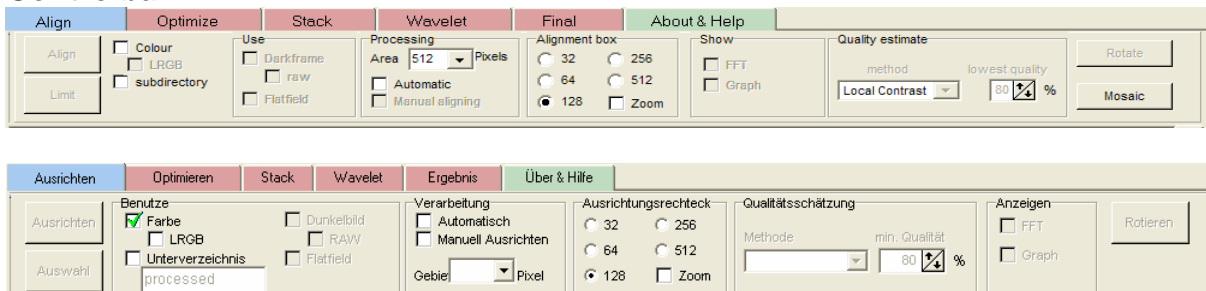 Align Optimize Stack Wavelet Final About & Help
Use Processing Alignment box Show Quality estimate
Align Colour Darkframe Area 512 Pixels 32 256 FFT method lowest quality Rotate
LRGB raw Automatic 64 512 Graph Local Contrast 80 %
Limit subdirectory Flatfield Manual aligning 128 Zoom Mosaic
Ausrichten Optimieren Stack Wavelet Ergebnis Über & Hilfe
Benutze Verarbeitung Ausrichtungsrechteck Qualitätsschätzung Anzeigen
Ausrichten Farbe Dunkelbild Automatisch 32 256 Methode min. Qualität FFT Rotieren
LRGB RAW Manuell Ausrichten 64 512 80 % Graph
Auswahl Unterverzeichnis Flatfield
processed Gebiet Pixel 128 Zoom